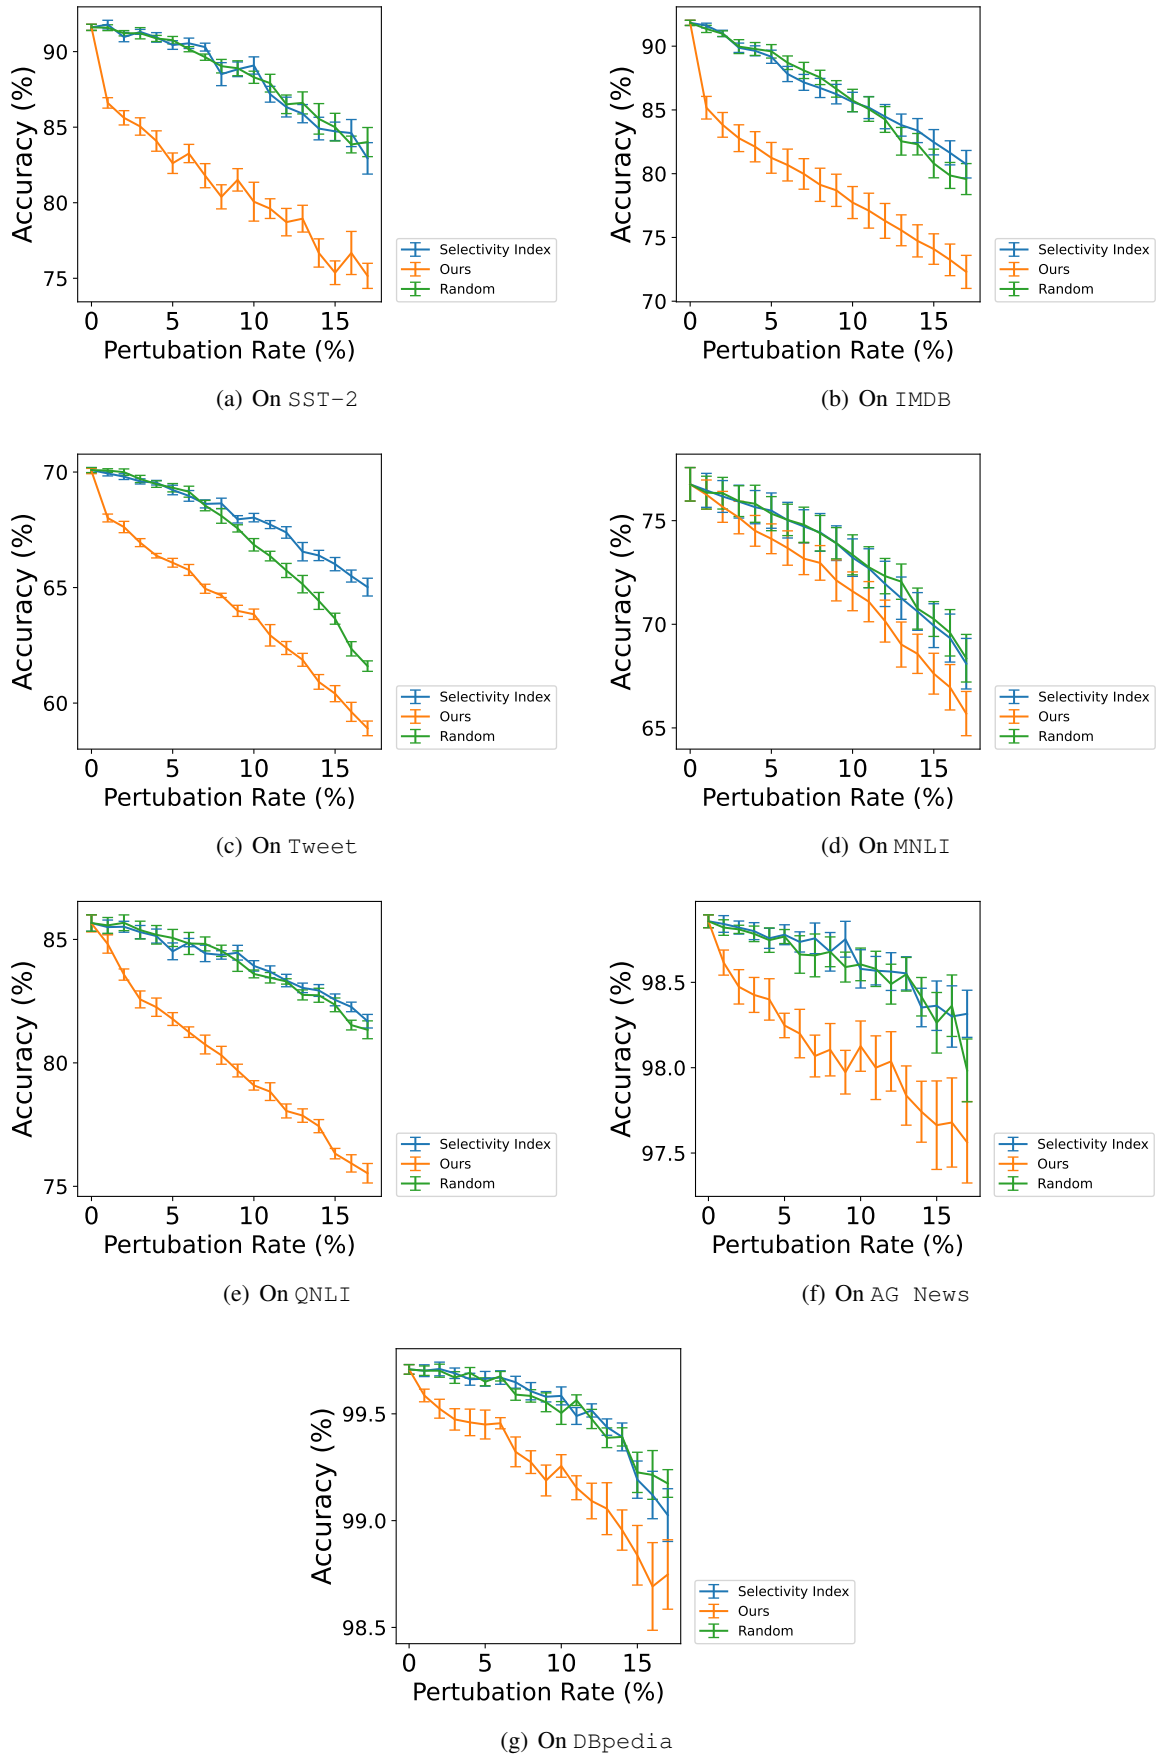 90
85
80
75
Accuracy (%)
0 5 10 15
Pertubation Rate (%)
Selectivity Index
Ours
Random
(a) On SST-2
90
85
80
75
70
Accuracy (%)
0 5 10 15
Pertubation Rate (%)
Selectivity Index
Ours
Random
(b) On IMDB
70
65
60
Accuracy (%)
0 5 10 15
Pertubation Rate (%)
Selectivity Index
Ours
Random
(c) On Tweet
75
70
65
Accuracy (%)
0 5 10 15
Pertubation Rate (%)
Selectivity Index
Ours
Random
(d) On MNLI
85
80
75
Accuracy (%)
0 5 10 15
Pertubation Rate (%)
Selectivity Index
Ours
Random
(e) On QNLI
98.5
98.0
97.5
Accuracy (%)
0 5 10 15
Pertubation Rate (%)
Selectivity Index
Ours
Random
(f) On AG News
99.5
99.0
98.5
Accuracy (%)
0 5 10 15
Pertubation Rate (%)
Selectivity Index
Ours
Random
(g) On DBpedia